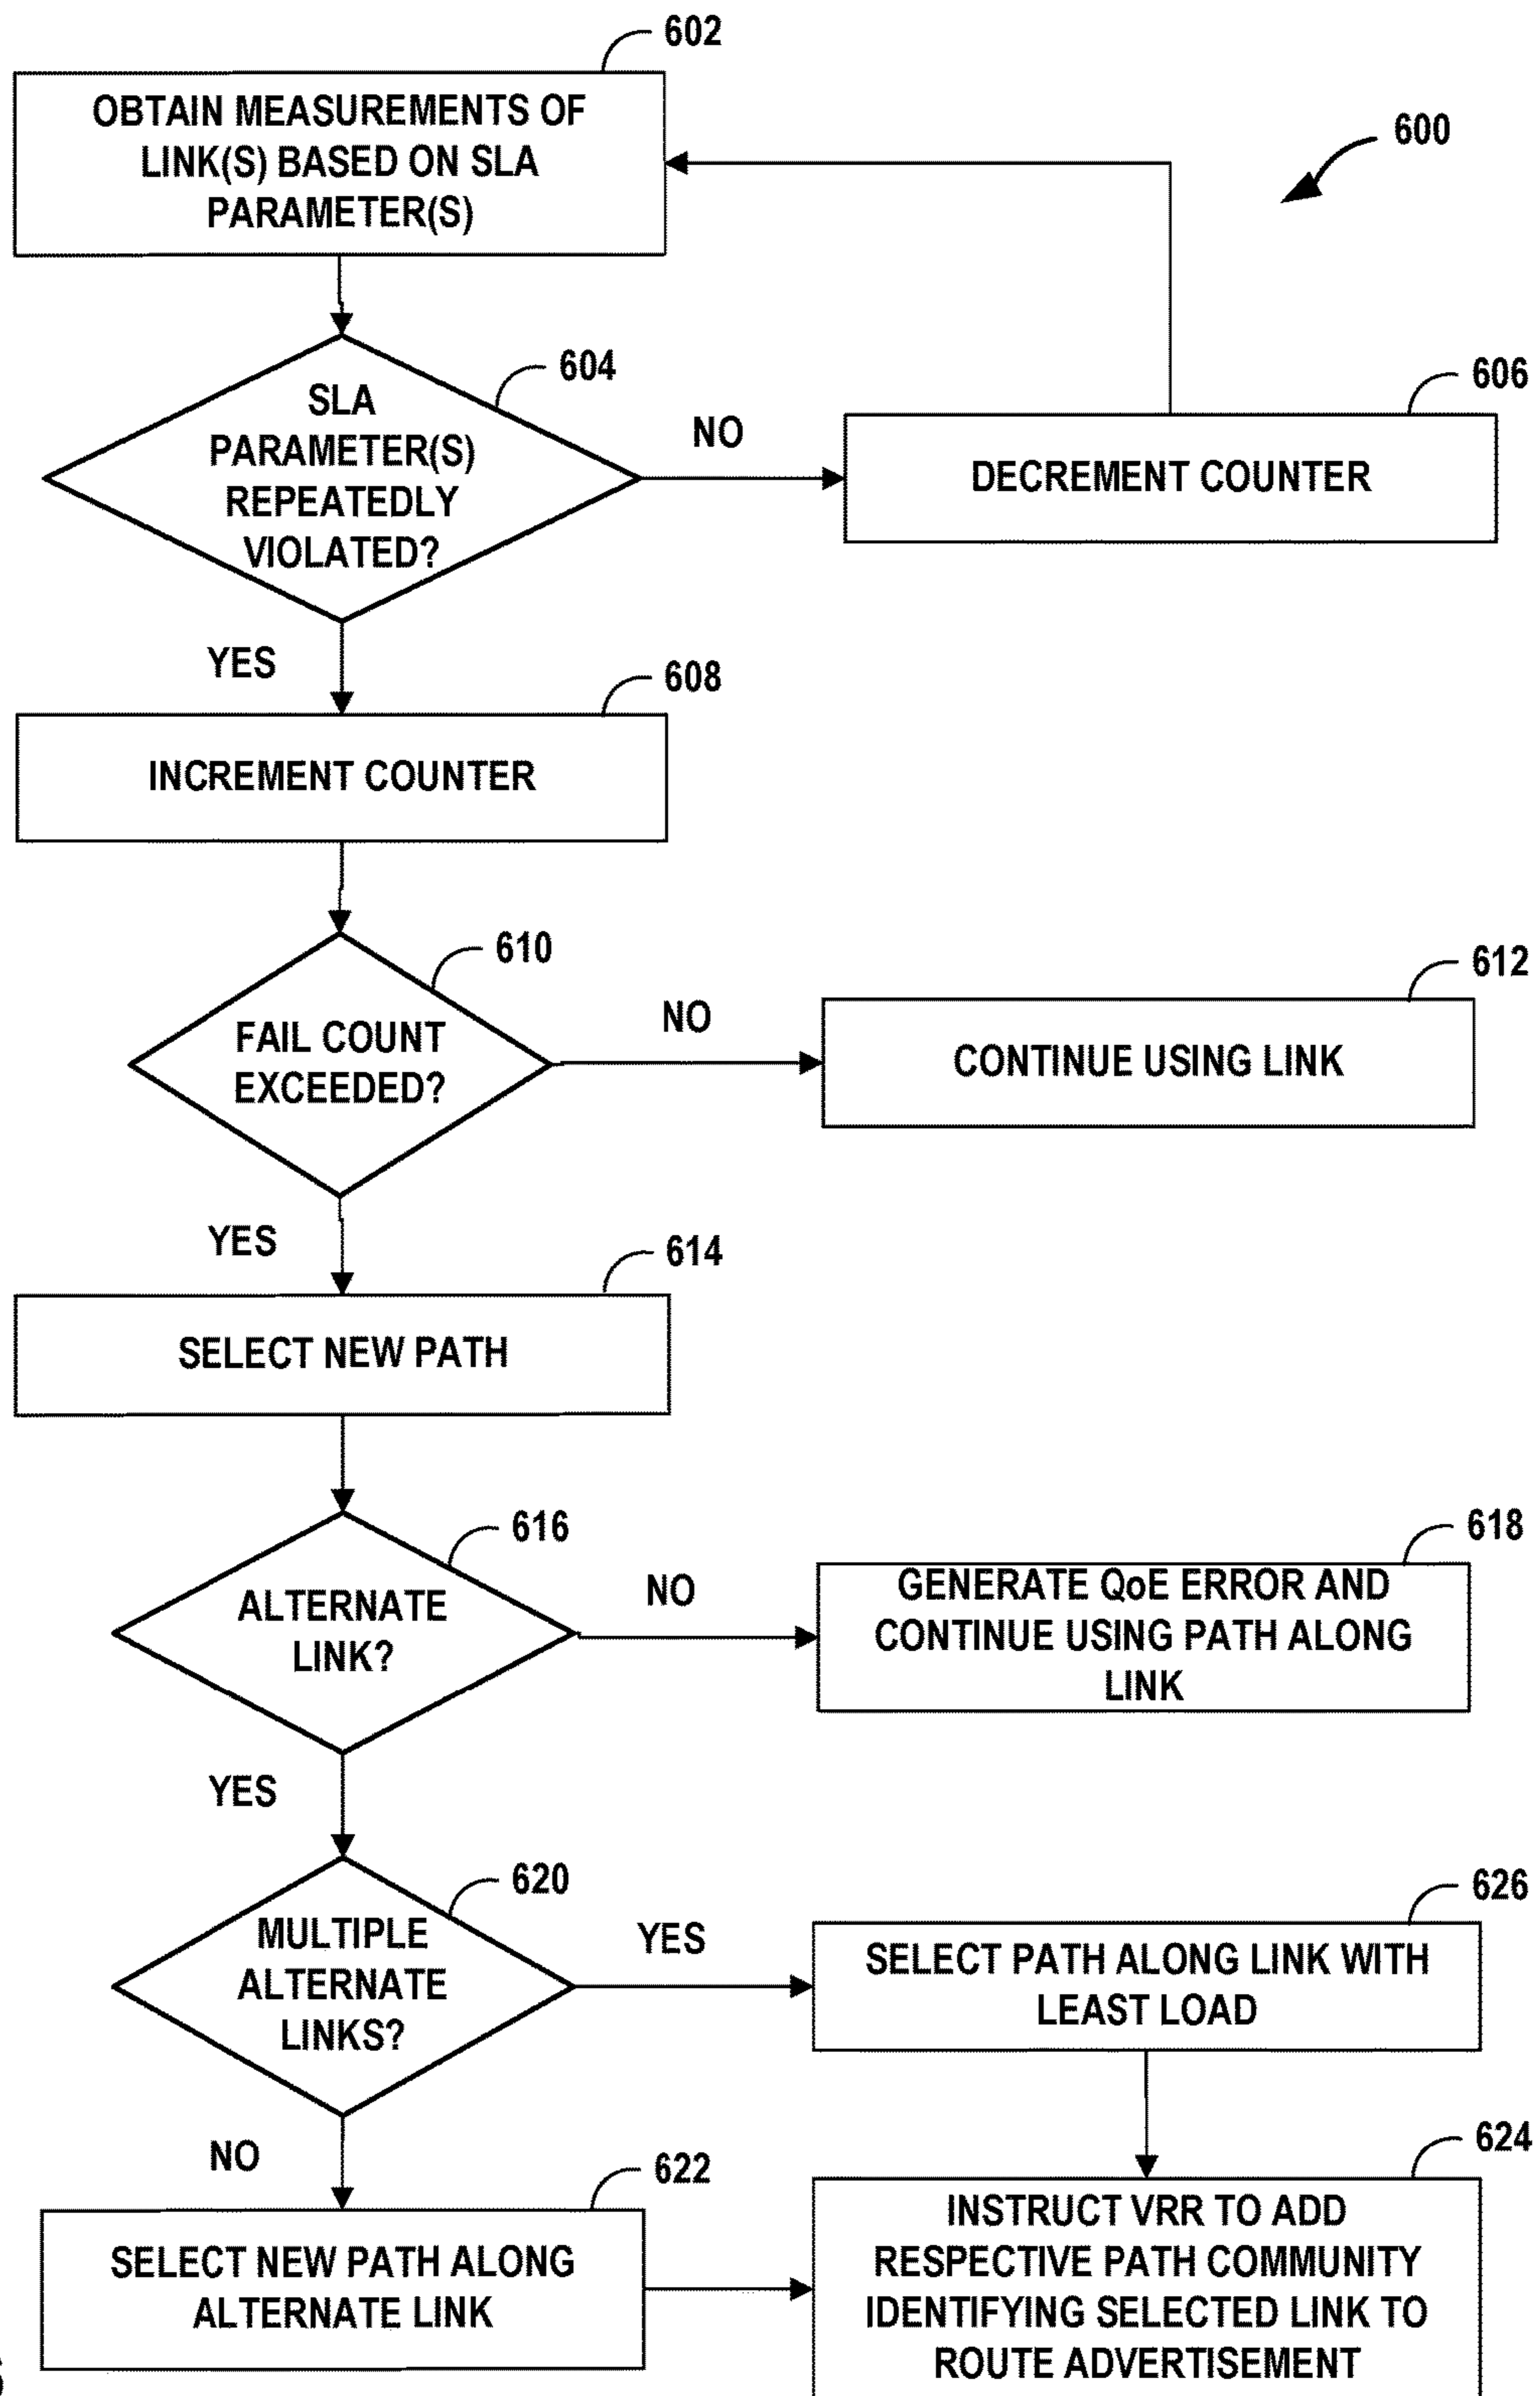 602
OBTAIN MEASUREMENTS OF
LINK(S) BASED ON SLA
PARAMETER(S)
600
604
SLA
PARAMETER(S)
REPEATEDLY
VIOLATED?
NO
606
DECREMENT COUNTER
YES
608
INCREMENT COUNTER
610
FAIL COUNT
EXCEEDED?
NO
612
CONTINUE USING LINK
YES
614
SELECT NEW PATH
616
ALTERNATE
LINK?
NO
618
GENERATE QoE ERROR AND
CONTINUE USING PATH ALONG
LINK
YES
620
MULTIPLE
ALTERNATE
LINKS?
YES
626
SELECT PATH ALONG LINK WITH
LEAST LOAD
NO
622
SELECT NEW PATH ALONG
ALTERNATE LINK
624
INSTRUCT VRR TO ADD
RESPECTIVE PATH COMMUNITY
IDENTIFYING SELECTED LINK TO
ROUTE ADVERTISEMENT